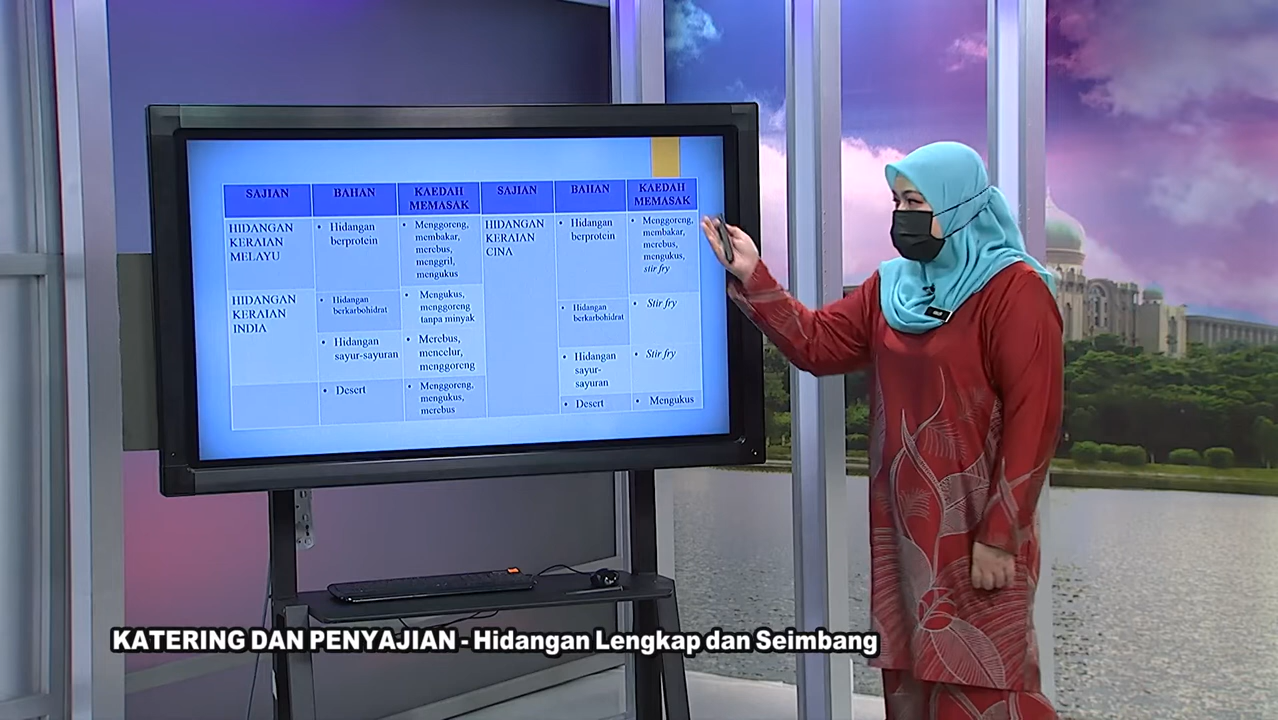 SAJIAN
BAHAN
KAEDAH
MEMASAK
SAJIAN
BAHAN
KAEDAH
MEMASAK
HIDANGAN
KERAIAN
MELAYU
• Hidangan
berprotein
• Menggoreng,
membakar,
merebus,
menggril,
mengukus
HIDANGAN
KERAIAN
CINA
• Hidangan
berprotein
• Menggoreng,
membakar,
merebus,
mengukus,
stir fry
HIDANGAN
KERAIAN
INDIA
• Hidangan
berkarbohidrat
• Mengukus,
menggoreng
tanpa minyak
• Hidangan
berkarbohidrat
• Stir fry
• Hidangan
sayur-sayuran
• Merebus,
mencelur,
menggoreng
• Hidangan
sayur-
sayuran
• Stir fry
• Desert
• Menggoreng,
mengukus,
merebus
• Desert
• Mengukus
KATERING DAN PENYAJIAN - Hidangan Lengkap dan Seimbang